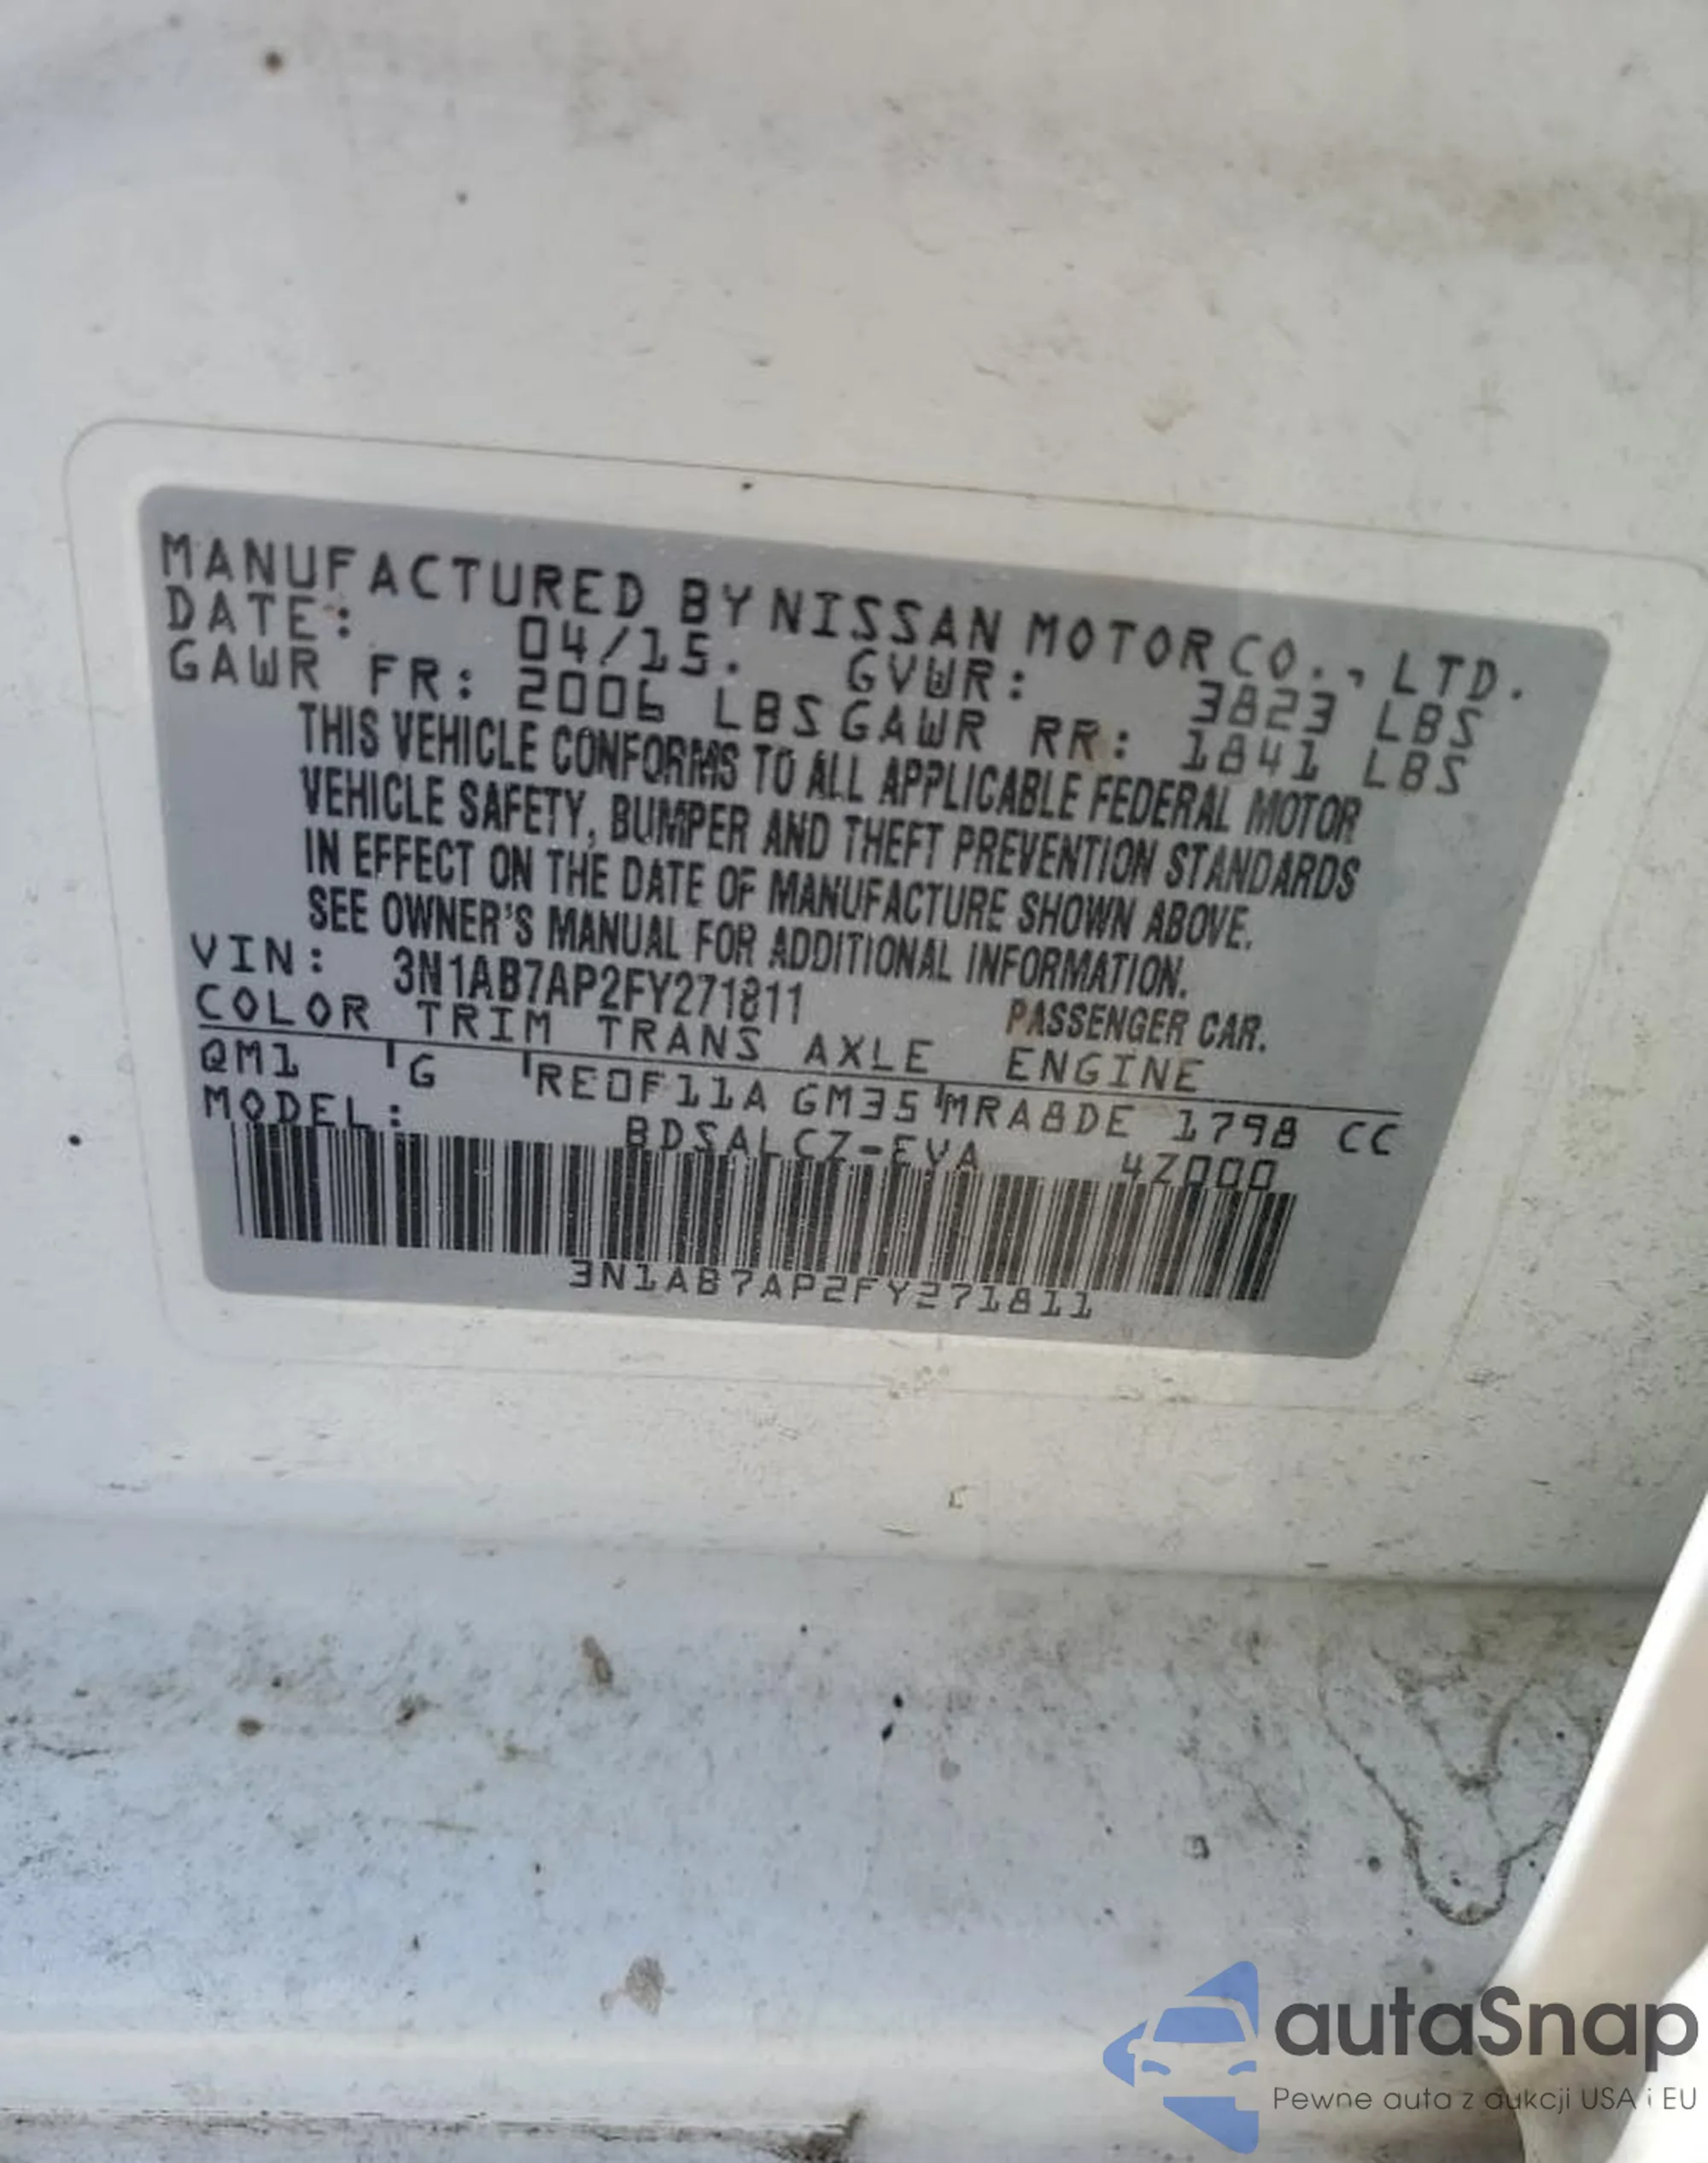 MANUFACTURED BY NISSAN MOTOR CO., LTD.
DATE: 04/15. GVWR: 3823 LBS
GAWR FR: 2006 LBS GAWR RR: 1841 LBS
THIS VEHICLE CONFORMS TO ALL APPLICABLE FEDERAL MOTOR
VEHICLE SAFETY, BUMPER AND THEFT PREVENTION STANDARDS
IN EFFECT ON THE DATE OF MANUFACTURE SHOWN ABOVE.
SEE OWNER'S MANUAL FOR ADDITIONAL INFORMATION.
VIN: 3N1AB7AP2FY271811 PASSENGER CAR.
COLOR TRIM TRANS AXLE ENGINE
QM1 G RE0F11A GM35 MRA8DE 1798 CC
MODEL: BDSALCZ-EVA 4Z000
3N1AB7AP2FY271811
autaSnap
Pewne auta z aukcji USA i EU